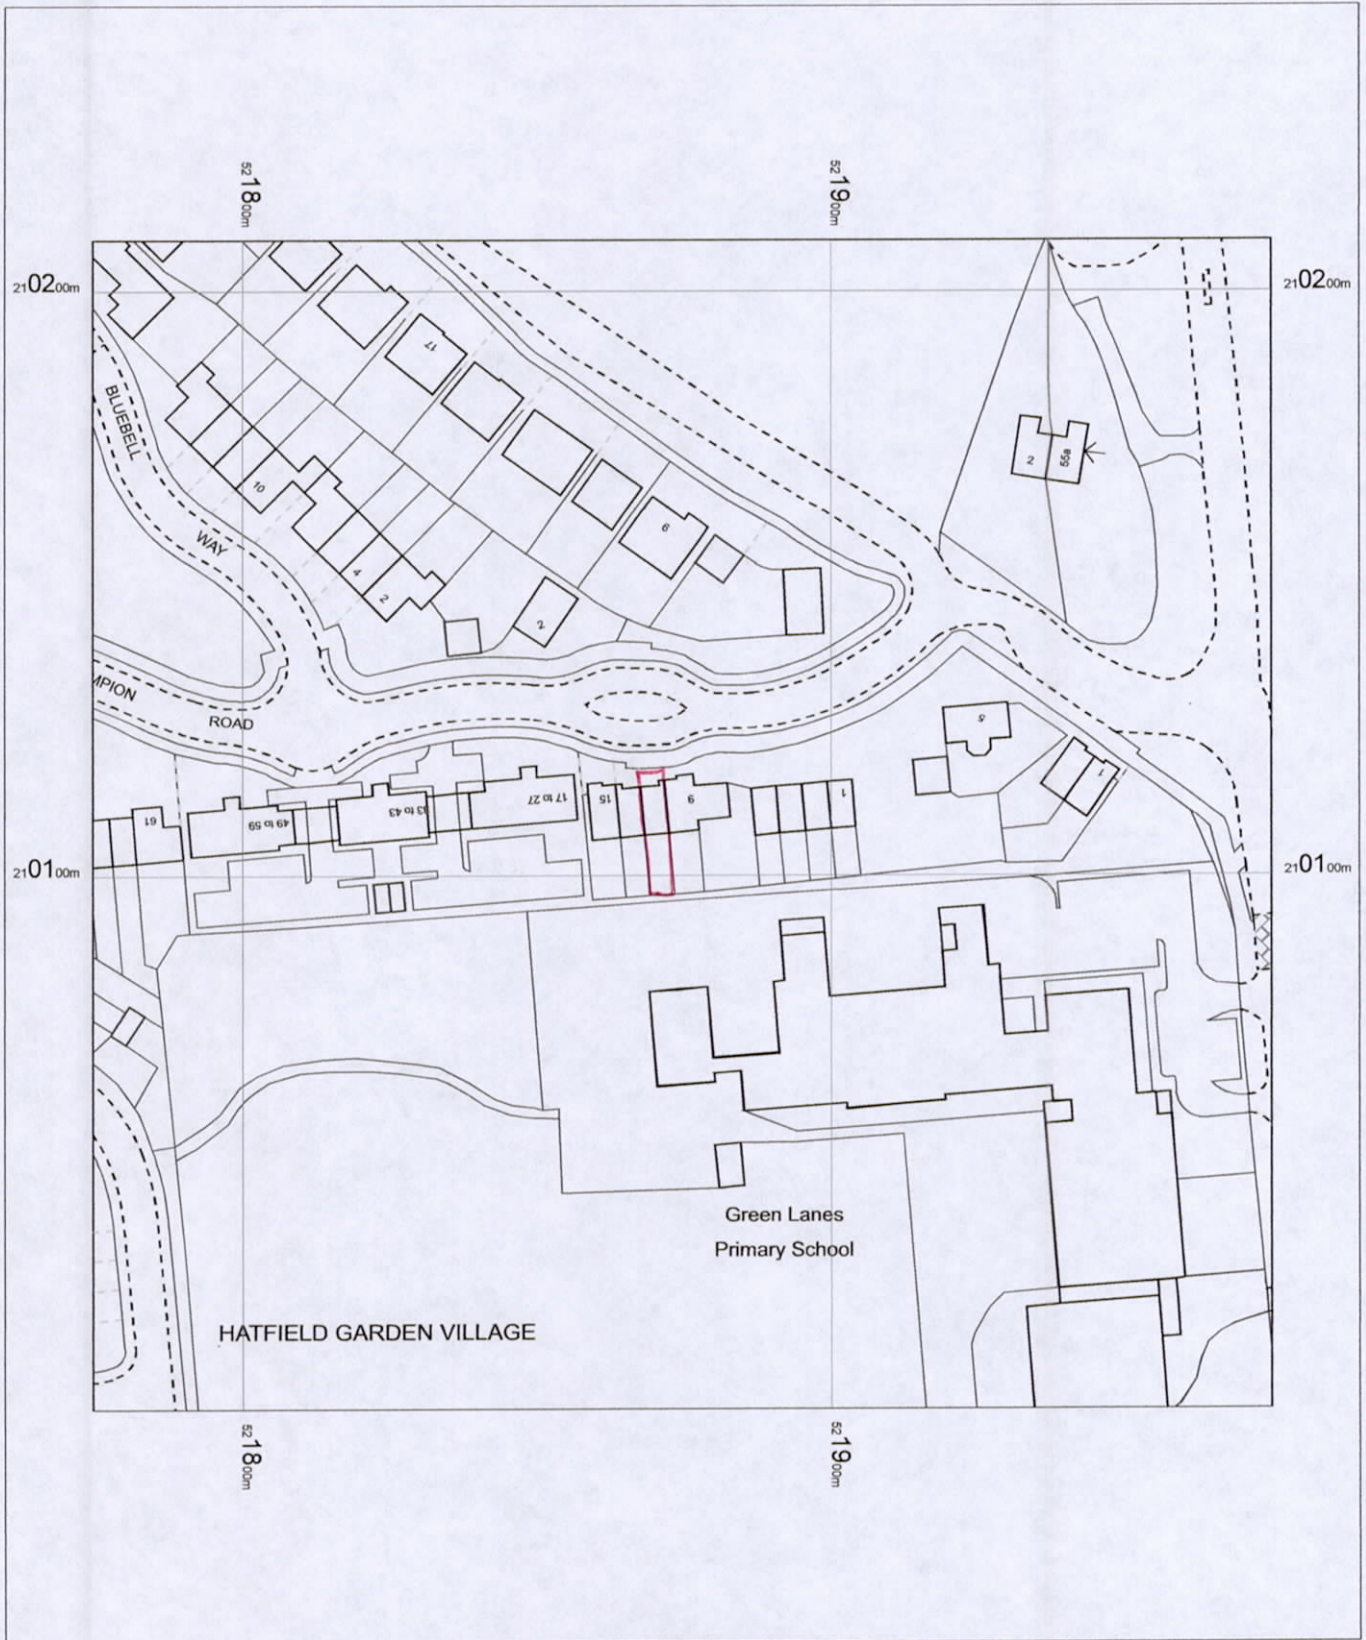 5218 00m
5219 00m
2102 00m
2102 00m
17
BLUEBELL
2
55a
10
6
WAY
4
2
2
MPION
ROAD
5
1
61
49 to 59
33 to 43
17 to 27
15
9
1
2101 00m
2101 00m
Green Lanes
Primary School
HATFIELD GARDEN VILLAGE
5218 00m
5219 00m